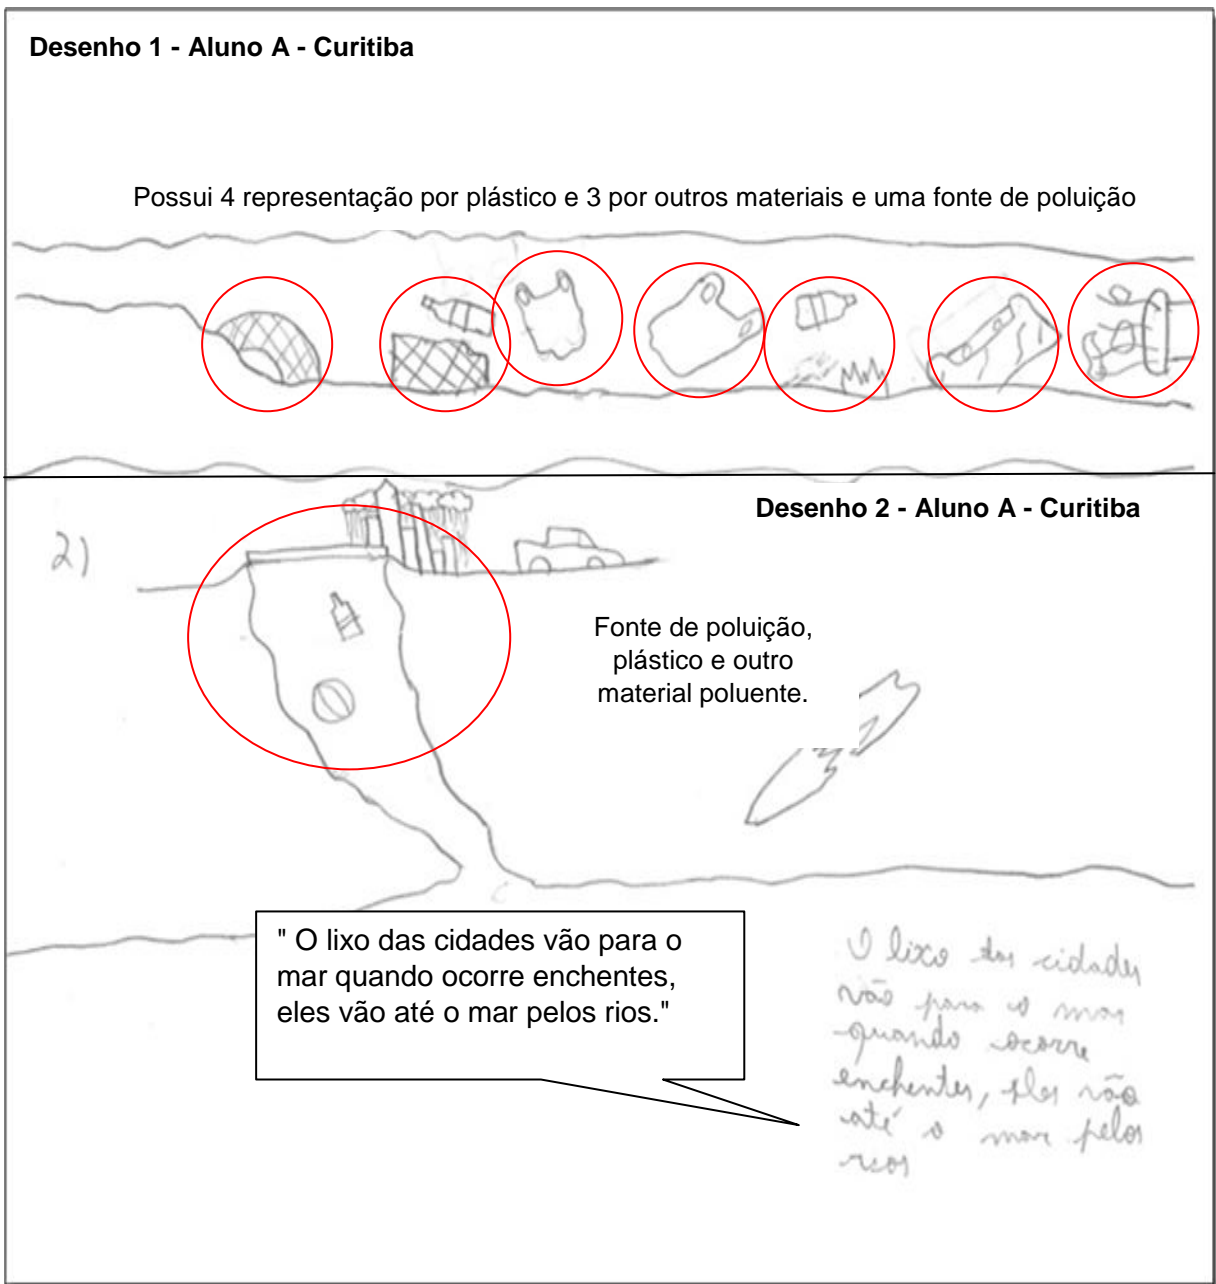 Desenho 1 - Aluno A - Curitiba
Possui 4 representação por plástico e 3 por outros materiais e uma fonte de poluição
Desenho 2 - Aluno A - Curitiba
2)
Fonte de poluição,
plástico e outro
material poluente.
" O lixo das cidades vão para o
mar quando ocorre enchentes,
eles vão até o mar pelos rios."
O lixo das cidades
vão para o mar
quando ocorre
enchentes, eles vão
até o mar pelos
rios